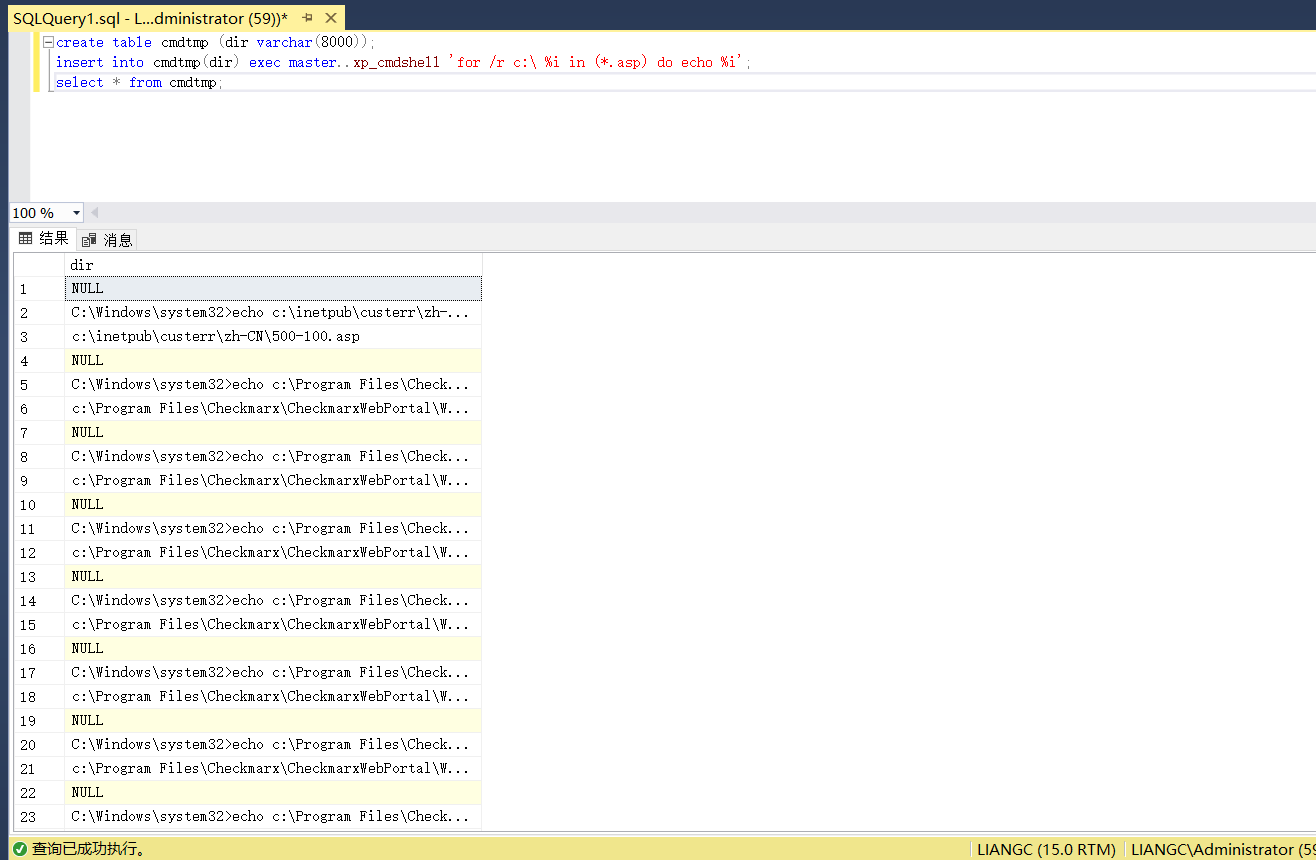 SQLQuery1.sql - L...dministrator (59))*
create table cmdtmp (dir varchar(8000));
insert into cmdtmp(dir) exec master..xp_cmdshell 'for /r c:\ %i in (*.asp) do echo %i';
select * from cmdtmp;
100 %
结果 消息
dir
1 NULL
2 C:\Windows\system32>echo c:\inetpub\custerr\zh-...
3 c:\inetpub\custerr\zh-CN\500-100.asp
4 NULL
5 C:\Windows\system32>echo c:\Program Files\Check...
6 c:\Program Files\Checkmarx\CheckmarxWebPortal\W...
7 NULL
8 C:\Windows\system32>echo c:\Program Files\Check...
9 c:\Program Files\Checkmarx\CheckmarxWebPortal\W...
10 NULL
11 C:\Windows\system32>echo c:\Program Files\Check...
12 c:\Program Files\Checkmarx\CheckmarxWebPortal\W...
13 NULL
14 C:\Windows\system32>echo c:\Program Files\Check...
15 c:\Program Files\Checkmarx\CheckmarxWebPortal\W...
16 NULL
17 C:\Windows\system32>echo c:\Program Files\Check...
18 c:\Program Files\Checkmarx\CheckmarxWebPortal\W...
19 NULL
20 C:\Windows\system32>echo c:\Program Files\Check...
21 c:\Program Files\Checkmarx\CheckmarxWebPortal\W...
22 NULL
23 C:\Windows\system32>echo c:\Program Files\Check...
查询已成功执行。 LIANGC (15.0 RTM) LIANGC\Administrator (59